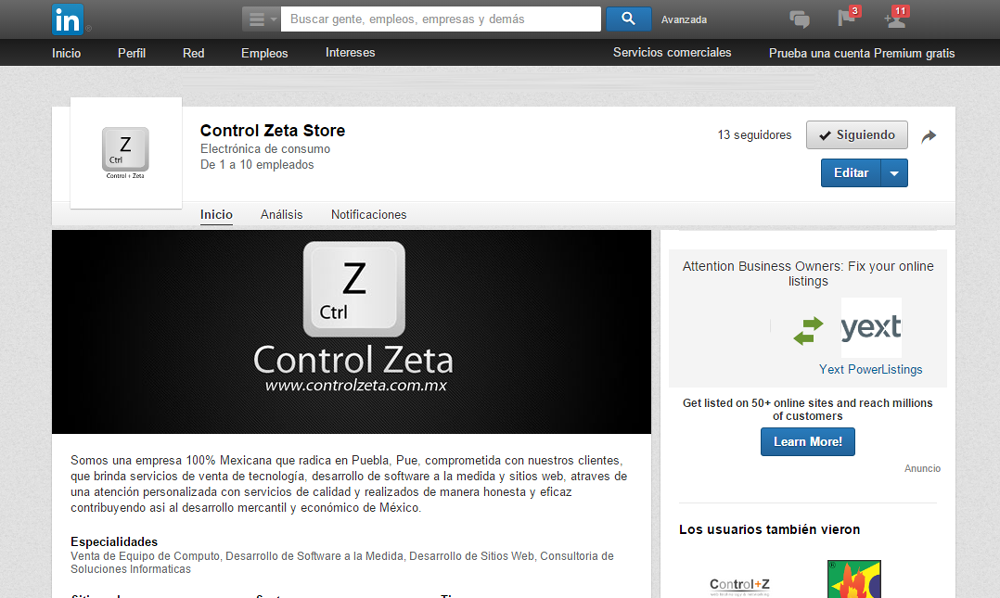 in
Buscar gente, empleos, empresas y demás
Avanzada
3
11
Inicio Perfil Red Empleos Intereses Servicios comerciales Prueba una cuenta Premium gratis
Z
Ctrl
Control + Zeta
Control Zeta Store
Electrónica de consumo
De 1 a 10 empleados
13 seguidores
Siguiendo
Editar
Inicio Análisis Notificaciones
Z
Ctrl
Control Zeta
www.controlzeta.com.mx
Somos una empresa 100% Mexicana que radica en Puebla, Pue, comprometida con nuestros clientes,
que brinda servicios de venta de tecnología, desarrollo de software a la medida y sitios web, atraves de
una atención personalizada con servicios de calidad y realizados de manera honesta y eficaz
contribuyendo asi al desarrollo mercantil y económico de México.
Especialidades
Venta de Equipo de Computo, Desarrollo de Software a la Medida, Desarrollo de Sitios Web, Consultoria de
Soluciones Informaticas
Attention Business Owners: Fix your online
listings
yext
Yext PowerListings
Get listed on 50+ online sites and reach millions
of customers
Learn More!
Anuncio
Los usuarios también vieron
Control+Z